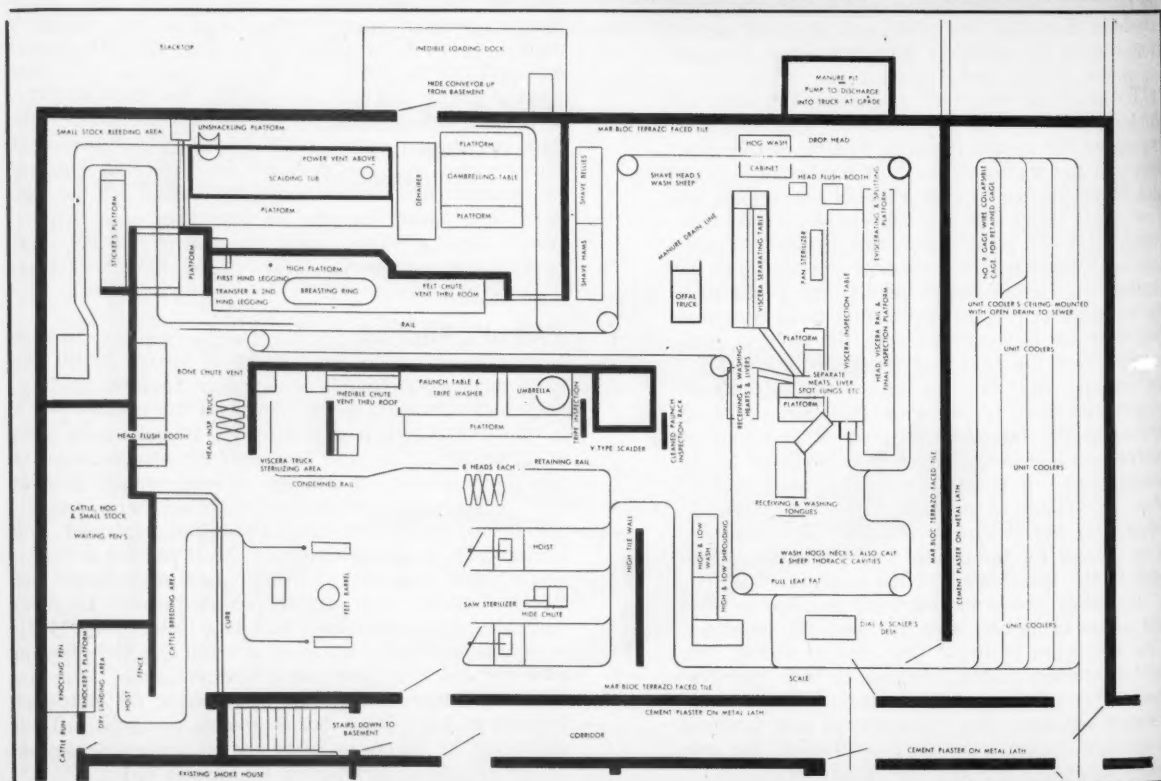 BLACKTOP
INEDIBLE LOADING DOCK
HIDE CONVEYOR UP
FROM BASEMENT
MANURE PIT
PUMP TO DISCHARGE
INTO TRUCK AT GRADE
SMALL STOCK BLEEDING AREA
UNSHACKLING PLATFORM
POWER VENT ABOVE
SCALDING TUB
PLATFORM
STICKER'S PLATFORM
DEHAIRER
PLATFORM
GAMBRELLING TABLE
PLATFORM
MAR-BLOC TERRAZO FACED TILE
SHAVE BELLIES
SHAVE HAMS
SHAVE HEAD'S
WASH SHEEP
HOG WASH
CABINET
DROP HEAD
HEAD FLUSH BOOTH
EVISCERATING & SPLITTING
PLATFORM
PAN STERILIZER
VISCERA SEPARATING TABLE
MANURE DRAIN LINE
OFFAL
TRUCK
VISCERA INSPECTION TABLE
HEAD VISCERA RAIL &
FINAL INSPECTION PLATFORM
NO. 9 GAGE WIRE COLLAPSIBLE
CAGE FOR RETAINED GAGE
UNIT COOLER'S CEILING MOUNTED
WITH OPEN DRAIN TO SEWER
UNIT COOLERS
PLATFORM
HIGH PLATFORM
FIRST HIND LEGGING
TRANSFER & 2ND
HIND LEGGING
BREASTING RING
PELT CHUTE
VENT THRU ROOM
RAIL
PLATFORM
SEPARATE
MEATS, LIVER
SPOT LUNGS, ETC.
PLATFORM
RECEIVING & WASHING
HEARTS & LIVERS
BONE CHUTE VENT
INEDIBLE CHUTE
VENT THRU ROOF
PAUNCH TABLE &
TRIPE WASHER
UMBRELLA
PLATFORM
TRIPE INSPECTION
V-TYPE SCALDER
CLEANED PAUNCH
INSPECTION RACK
HEAD FLUSH BOOTH
HEAD INSP TRUCK
VISCERA TRUCK
STERILIZING AREA
CONDEMNED RAIL
8 HEADS EACH
RETAINING RAIL
RECEIVING & WASHING
TONGUES
MAR-BLOC TERRAZO FACED TILE
CEMENT PLASTER ON METAL LATH
UNIT COOLERS
CATTLE, HOG
& SMALL STOCK
WAITING PEN'S
CATTLE BREEDING AREA
CURB
FEET BARREL
HOIST
SAW STERILIZER
HIDE CHUTE
HIGH TILE WALL
HIGH & LOW
WASH
HIGH & LOW SHROUDING
WASH HOGS NECK'S, ALSO CALF
& SHEEP THORACIC CAVITIES
PULL LEAF FAT
DIAL & SCALER'S
DESK
UNIT COOLERS
KNOCKING PEN
KNOCKER'S PLATFORM
DRY LANDING AREA
HOIST
FENCE
CATTLE RUN
SCALE
MAR-BLOC TERRAZO FACED TILE
CEMENT PLASTER ON METAL LATH
STAIRS DOWN TO
BASEMENT
CORRIDOR
CEMENT PLASTER ON METAL LATH
EXISTING SMOKE HOUSE